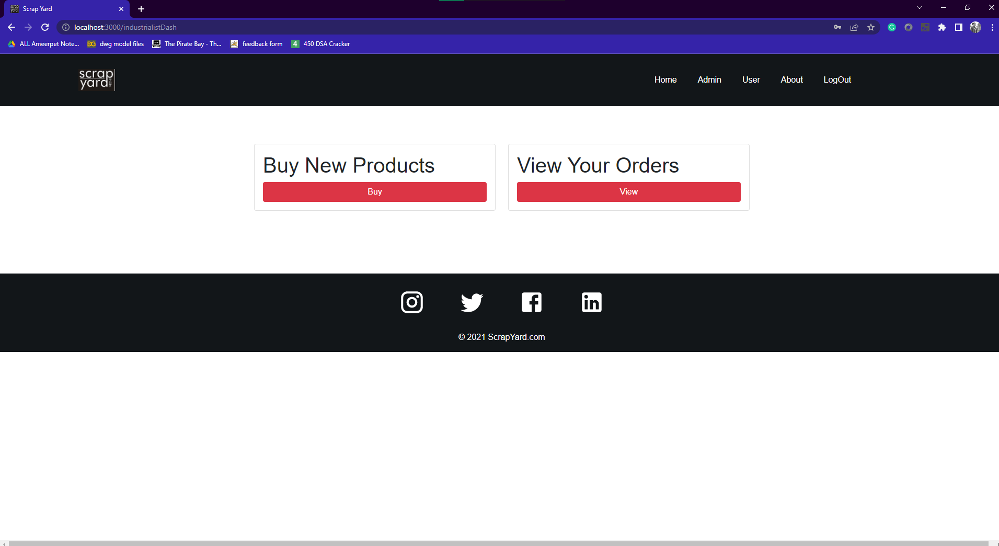 Scrap Yard
localhost:3000/industrialistDash
ALL Ameerpet Note... DG dwg model files The Pirate Bay - Th... feedback form 4 450 DSA Cracker
scrap
yard
Home Admin User About LogOut
Buy New Products
Buy
View Your Orders
View
© 2021 ScrapYard.com